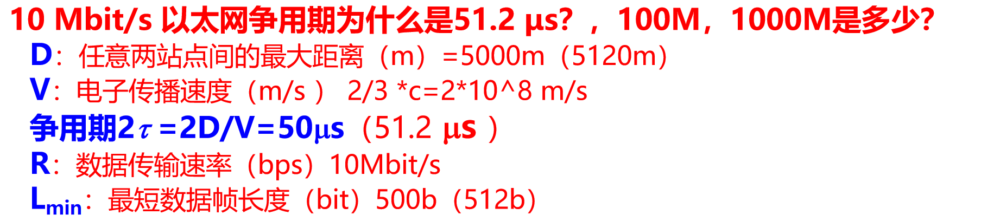 10 Mbit/s 以太网争用期为什么是51.2 μs？，100M，1000M是多少？
D：任意两站点间的最大距离（m）=5000m（5120m）
V：电子传播速度（m/s ） 2/3 *c=2*10^8 m/s
争用期2τ=2D/V=50μs（51.2 μs ）
R：数据传输速率（bps）10Mbit/s
Lmin：最短数据帧长度（bit）500b（512b）